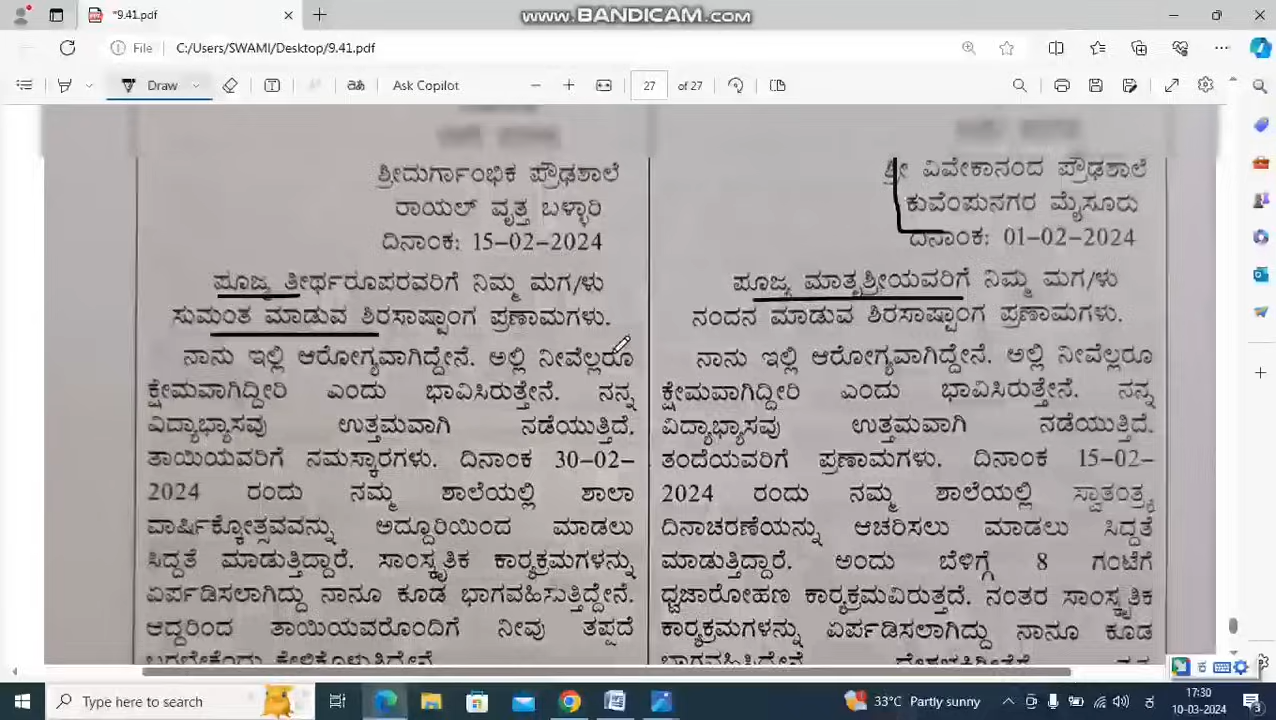 *9.41.pdf
www.BANDICAM.com
File C:/Users/SWAMI/Desktop/9.41.pdf
Draw
Ask Copilot
27 of 27
ಶ್ರೀದುರ್ಗಾಂಭಿಕ ಪ್ರೌಢಶಾಲೆ
ರಾಯಲ್ ವೃತ್ತ ಬಳ್ಳಾರಿ
ದಿನಾಂಕ: 15-02-2024
ಪೂಜ್ಯ ತೀರ್ಥರೂಪರವರಿಗೆ ನಿಮ್ಮ ಮಗ/ಳು
ಸುಮಂತ ಮಾಡುವ ಶಿರಸಾಷ್ಟಾಂಗ ಪ್ರಣಾಮಗಳು.
ನಾನು ಇಲ್ಲಿ ಆರೋಗ್ಯವಾಗಿದ್ದೇನೆ. ಅಲ್ಲಿ ನೀವೆಲ್ಲರೂ
ಕ್ಷೇಮವಾಗಿದ್ದೀರಿ ಎಂದು ಭಾವಿಸಿರುತ್ತೇನೆ. ನನ್ನ
ವಿದ್ಯಾಭ್ಯಾಸವು ಉತ್ತಮವಾಗಿ ನಡೆಯುತ್ತಿದೆ.
ತಾಯಿಯವರಿಗೆ ನಮಸ್ಕಾರಗಳು. ದಿನಾಂಕ 30-02-
2024 ರಂದು ನಮ್ಮ ಶಾಲೆಯಲ್ಲಿ ಶಾಲಾ
ವಾರ್ಷಿಕ್ಕೋತ್ಸವವನ್ನು ಅದ್ದೂರಿಯಿಂದ ಮಾಡಲು
ಸಿದ್ದತೆ ಮಾಡುತ್ತಿದ್ದಾರೆ. ಸಾಂಸ್ಕೃತಿಕ ಕಾರ್‍ಯಕ್ರಮಗಳನ್ನು
ಏರ್ಪಡಿಸಲಾಗಿದ್ದು ನಾನೂ ಕೂಡ ಭಾಗವಹಿಸುತ್ತಿದ್ದೇನೆ.
ಆದ್ದರಿಂದ ತಾಯಿಯವರೊಂದಿಗೆ ನೀವು ತಪ್ಪದೆ
ಬರಬೇಕೆಂದು ಕೇಳಿಕೊಳ್ಳುತ್ತಿದ್ದೇನೆ
ಶ್ರೀ ವಿವೇಕಾನಂದ ಪ್ರೌಢಶಾಲೆ
ಕುವೆಂಪುನಗರ ಮೈಸೂರು
ದಿನಾಂಕ: 01-02-2024
ಪೂಜ್ಯ ಮಾತೃಶ್ರೀಯವರಿಗೆ ನಿಮ್ಮ ಮಗ/ಳು
ನಂದನ ಮಾಡುವ ಶಿರಸಾಷ್ಟಾಂಗ ಪ್ರಣಾಮಗಳು.
ನಾನು ಇಲ್ಲಿ ಆರೋಗ್ಯವಾಗಿದ್ದೇನೆ. ಅಲ್ಲಿ ನೀವೆಲ್ಲರೂ
ಕ್ಷೇಮವಾಗಿದ್ದೀರಿ ಎಂದು ಭಾವಿಸಿರುತ್ತೇನೆ. ನನ್ನ
ವಿದ್ಯಾಭ್ಯಾಸವು ಉತ್ತಮವಾಗಿ ನಡೆಯುತ್ತಿದೆ.
ತಂದೆಯವರಿಗೆ ಪ್ರಣಾಮಗಳು. ದಿನಾಂಕ 15-02-
2024 ರಂದು ನಮ್ಮ ಶಾಲೆಯಲ್ಲಿ ಸ್ವಾತಂತ್ರ್ಯ
ದಿನಾಚರಣೆಯನ್ನು ಆಚರಿಸಲು ಮಾಡಲು ಸಿದ್ದತೆ
ಮಾಡುತ್ತಿದ್ದಾರೆ. ಅಂದು ಬೆಳಿಗ್ಗೆ 8 ಗಂಟೆಗೆ
ಧ್ವಜಾರೋಹಣ ಕಾರ್‍ಯಕ್ರಮವಿರುತ್ತದೆ. ನಂತರ ಸಾಂಸ್ಕೃತಿಕ
ಕಾರ್‍ಯಕ್ರಮಗಳನ್ನು ಏರ್ಪಡಿಸಲಾಗಿದ್ದು ನಾನೂ ಕೂಡ
Type here to search
33°C Partly sunny
17:30
10-03-2024